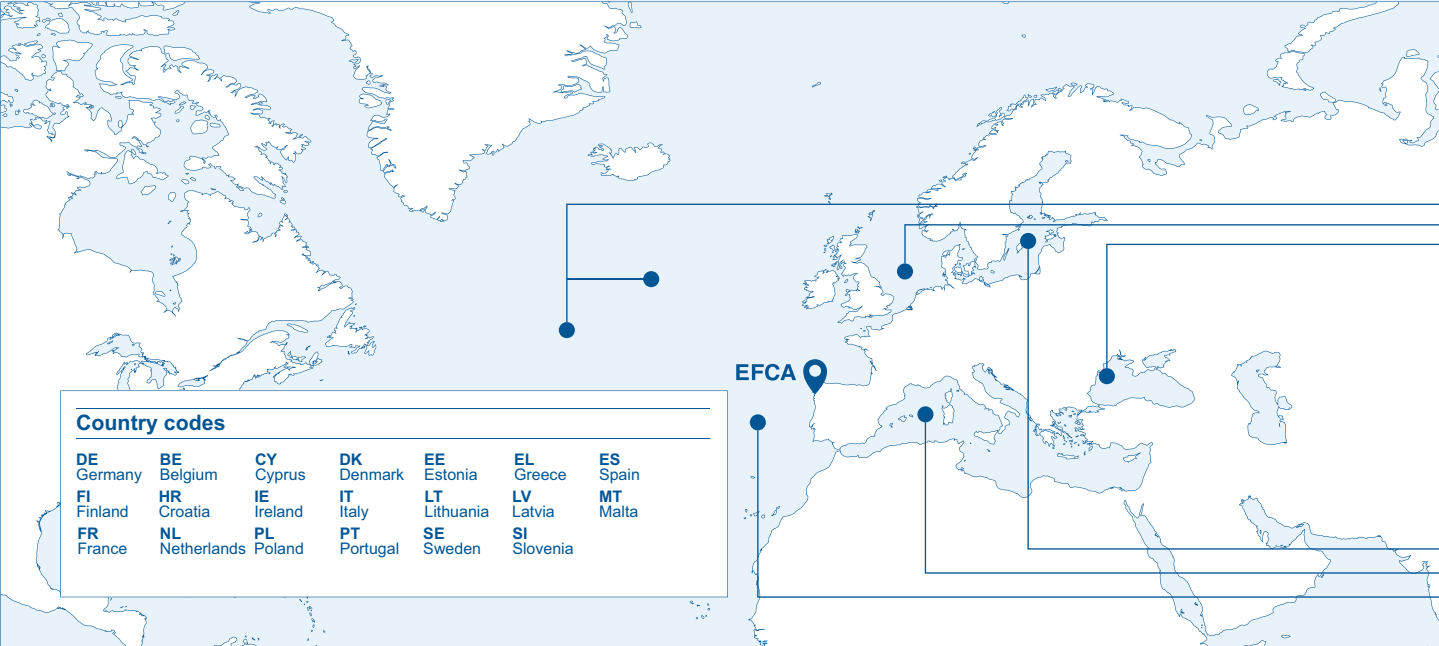 EFCA
Country codes
DE BE CY DK EE EL ES
Germany Belgium Cyprus Denmark Estonia Greece Spain
FI HR IE IT LT LV MT
Finland Croatia Ireland Italy Lithuania Latvia Malta
FR NL PL PT SE SI
France Netherlands Poland Portugal Sweden Slovenia